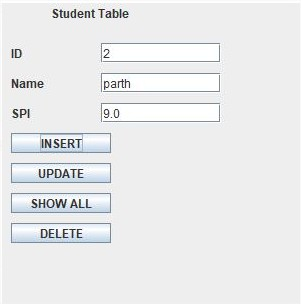 Student Table
ID 2
Name parth
SPI 9.0
INSERT
UPDATE
SHOW ALL
DELETE